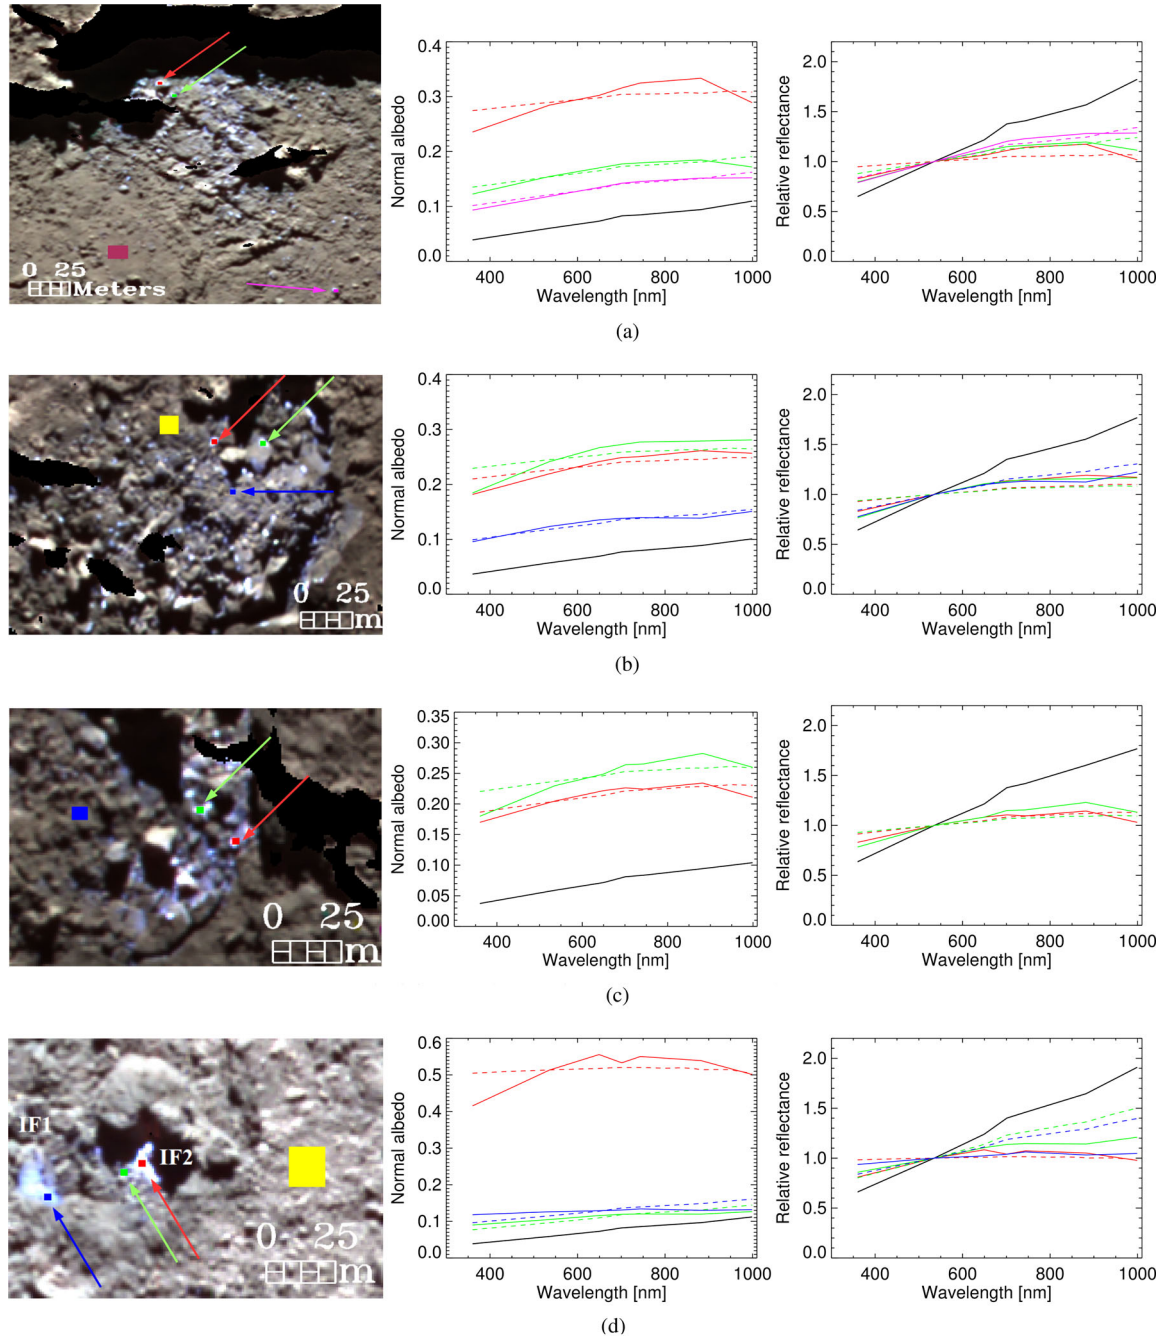 0 25
Meters
0.4
0.3
0.2
0.1
0.0
Normal albedo
400 600 800 1000
Wavelength [nm]
2.0
1.5
1.0
0.5
0.0
Relative reflectance
400 600 800 1000
Wavelength [nm]
(a)
0 25
m
0.4
0.3
0.2
0.1
0.0
Normal albedo
400 600 800 1000
Wavelength [nm]
2.0
1.5
1.0
0.5
0.0
Relative reflectance
400 600 800 1000
Wavelength [nm]
(b)
0 25
m
0.35
0.30
0.25
0.20
0.15
0.10
0.05
0.00
Normal albedo
400 600 800 1000
Wavelength [nm]
2.0
1.5
1.0
0.5
0.0
Relative reflectance
400 600 800 1000
Wavelength [nm]
(c)
IF1
IF2
0 25
m
0.6
0.5
0.4
0.3
0.2
0.1
0.0
Normal albedo
400 600 800 1000
Wavelength [nm]
2.0
1.5
1.0
0.5
0.0
Relative reflectance
400 600 800 1000
Wavelength [nm]
(d)